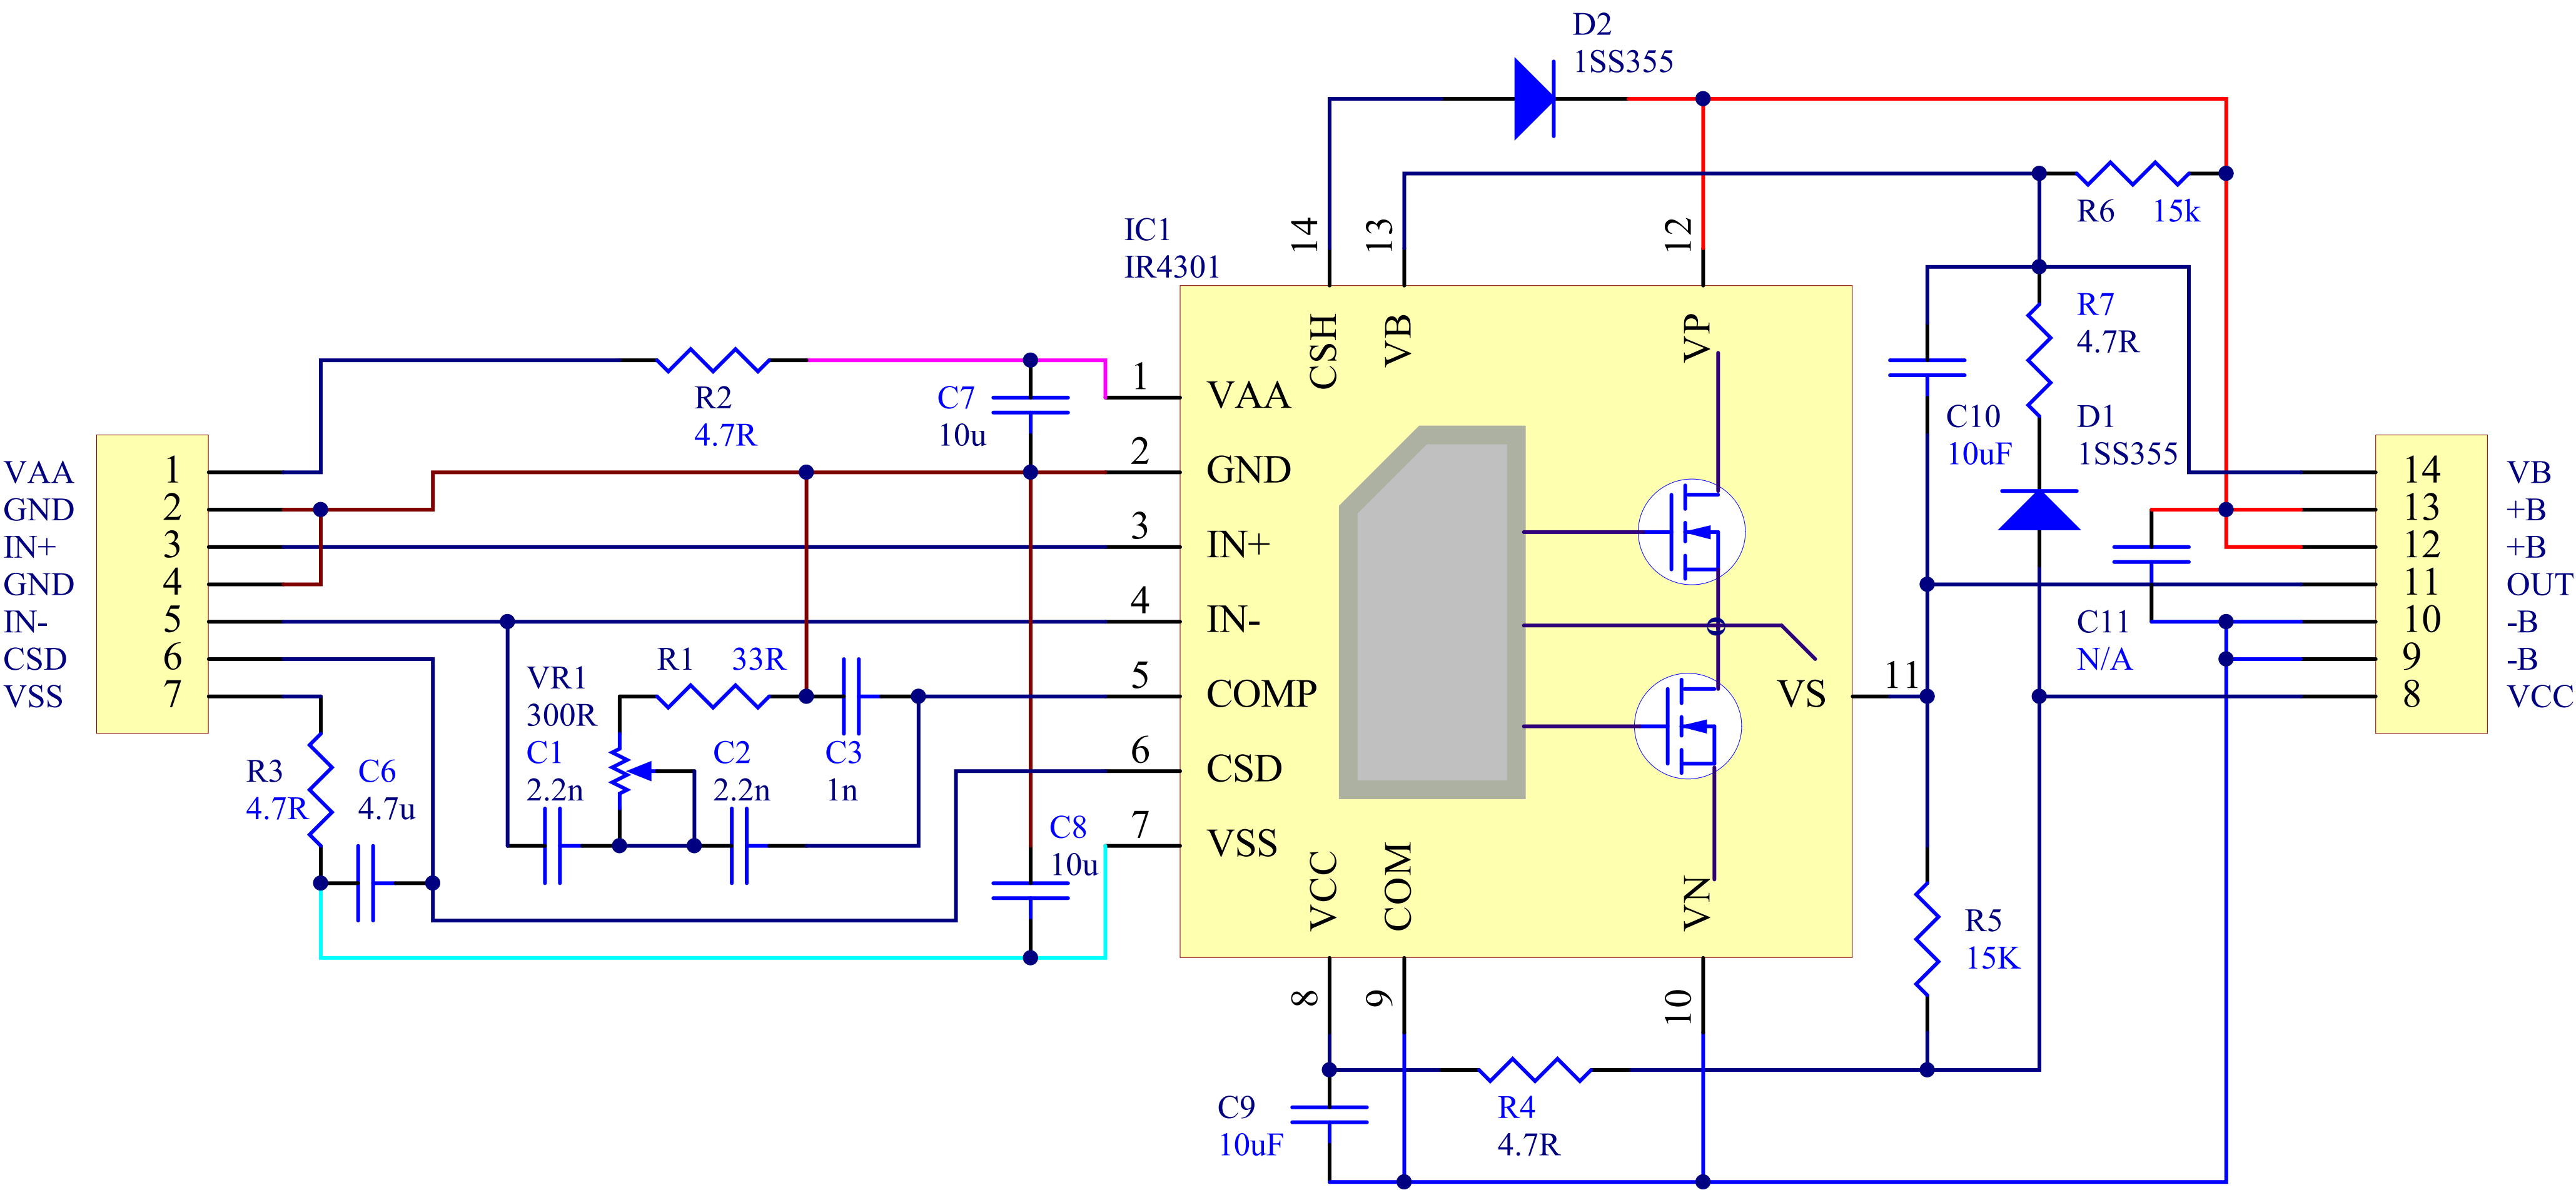 D2
1SS355
14
13
12
R6 15k
IC1
IR4301
CSH
VB
VP
R7
4.7R
R2
4.7R
C7
10u
1
VAA
C10
10uF
D1
1SS355
VAA 1
GND 2
IN+ 3
GND 4
IN- 5
CSD 6
VSS 7
2
GND
3
IN+
4
IN-
5
COMP
6
CSD
7
VSS
14 VB
13 +B
12 +B
11 OUT
10 -B
9 -B
8 VCC
C11
N/A
R1 33R
VR1
300R
C1
2.2n
C2
2.2n
C3
1n
R3
4.7R
C6
4.7u
C8
10u
VS
11
VCC
COM
VN
R5
15K
8
9
10
C9
10uF
R4
4.7R